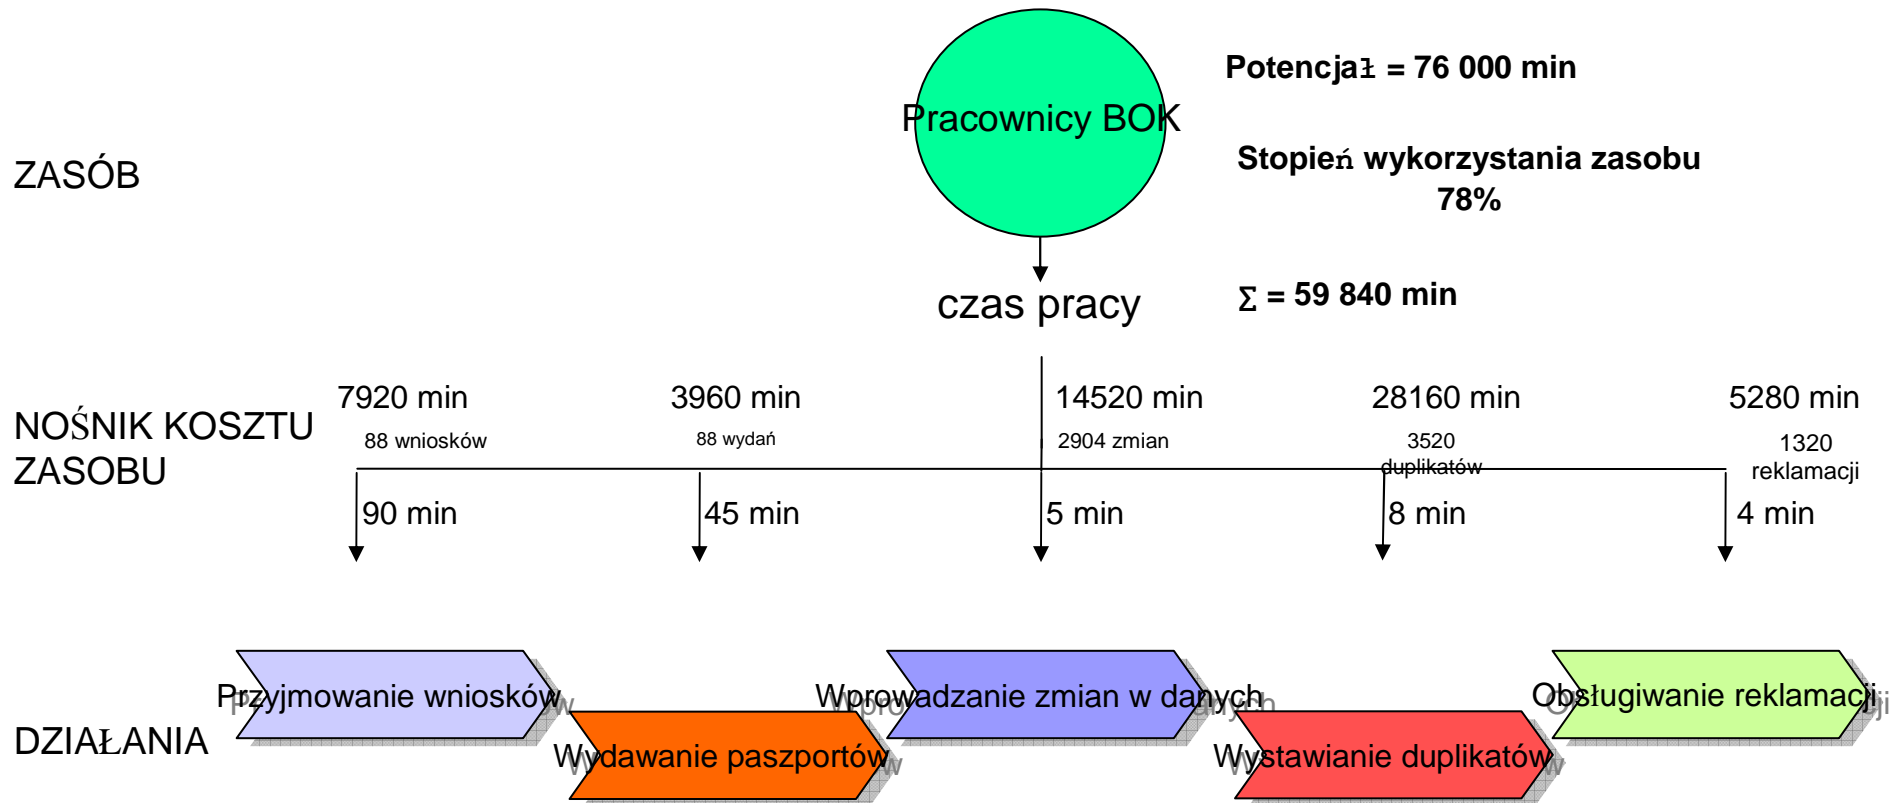 Potencjał = 76 000 min
Pracownicy BOK
Stopień wykorzystania zasobu
78%
ZASÓB
czas pracy
∑ = 59 840 min
NOŚNIK KOSZTU
ZASOBU
7920 min
88 wniosków
3960 min
88 wydań
14520 min
2904 zmian
28160 min
3520
duplikatów
5280 min
1320
reklamacji
90 min
45 min
5 min
8 min
4 min
DZIAŁANIA
Przyjmowanie wniosków
Wydawanie paszportów
Wprowadzanie zmian w danych
Wystawianie duplikatów
Obsługiwanie reklamacji